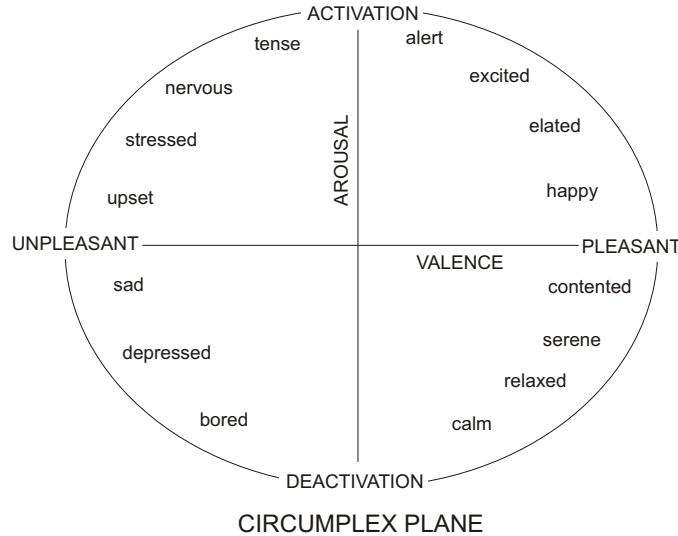 ACTIVATION
tense
alert
excited
nervous
elated
stressed
AROUSAL
upset
happy
UNPLEASANT
PLEASANT
VALENCE
sad
contented
serene
depressed
relaxed
bored
calm
DEACTIVATION
CIRCUMPLEX PLANE